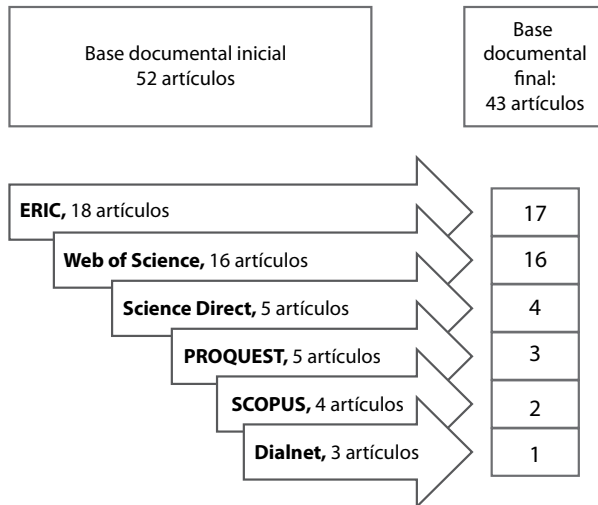 Base documental inicial
52 artículos
Base
documental
final:
43 artículos
ERIC, 18 artículos
17
Web of Science, 16 artículos
16
Science Direct, 5 artículos
4
PROQUEST, 5 artículos
3
SCOPUS, 4 artículos
2
Dialnet, 3 artículos
1